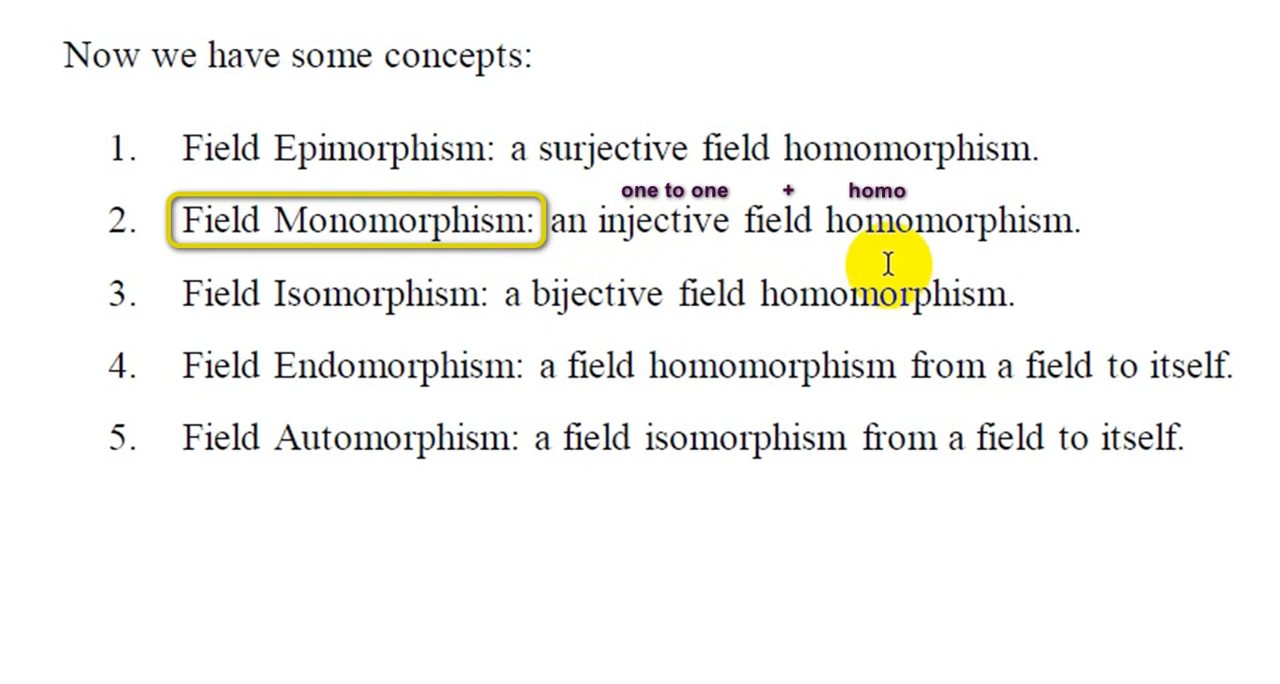 Now we have some concepts:
1. Field Epimorphism: a surjective field homomorphism.
one to one + homo
2. Field Monomorphism: an injective field homomorphism.
3. Field Isomorphism: a bijective field homomorphism.
4. Field Endomorphism: a field homomorphism from a field to itself.
5. Field Automorphism: a field isomorphism from a field to itself.